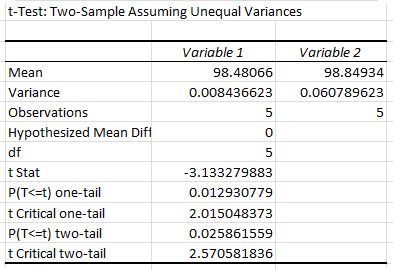 t-Test: Two-Sample Assuming Unequal Variances
Variable 1 Variable 2
Mean 98.48066 98.84934
Variance 0.008436623 0.060789623
Observations 5 5
Hypothesized Mean Diff 0
df 5
t Stat -3.133279883
P(T<=t) one-tail 0.012930779
t Critical one-tail 2.015048373
P(T<=t) two-tail 0.025861559
t Critical two-tail 2.570581836